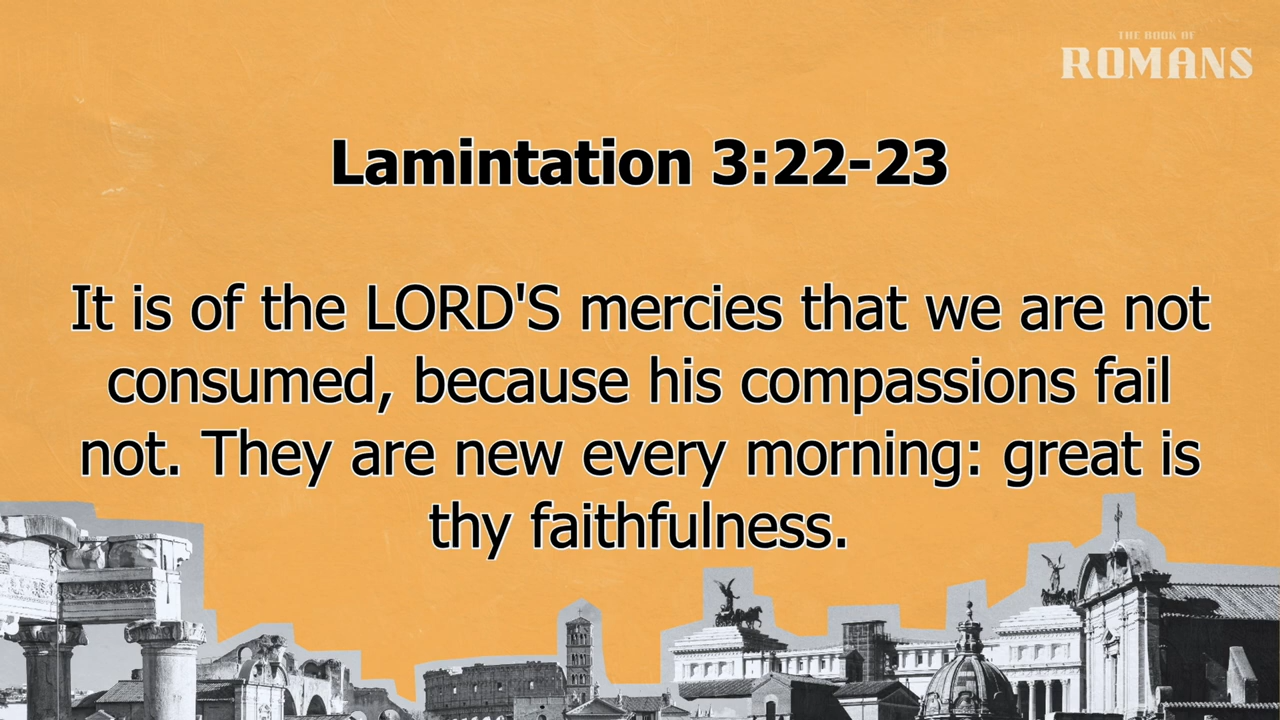 THE BOOK OF
ROMANS
Lamintation 3:22-23
It is of the LORD'S mercies that we are not
consumed, because his compassions fail
not. They are new every morning: great is
thy faithfulness.